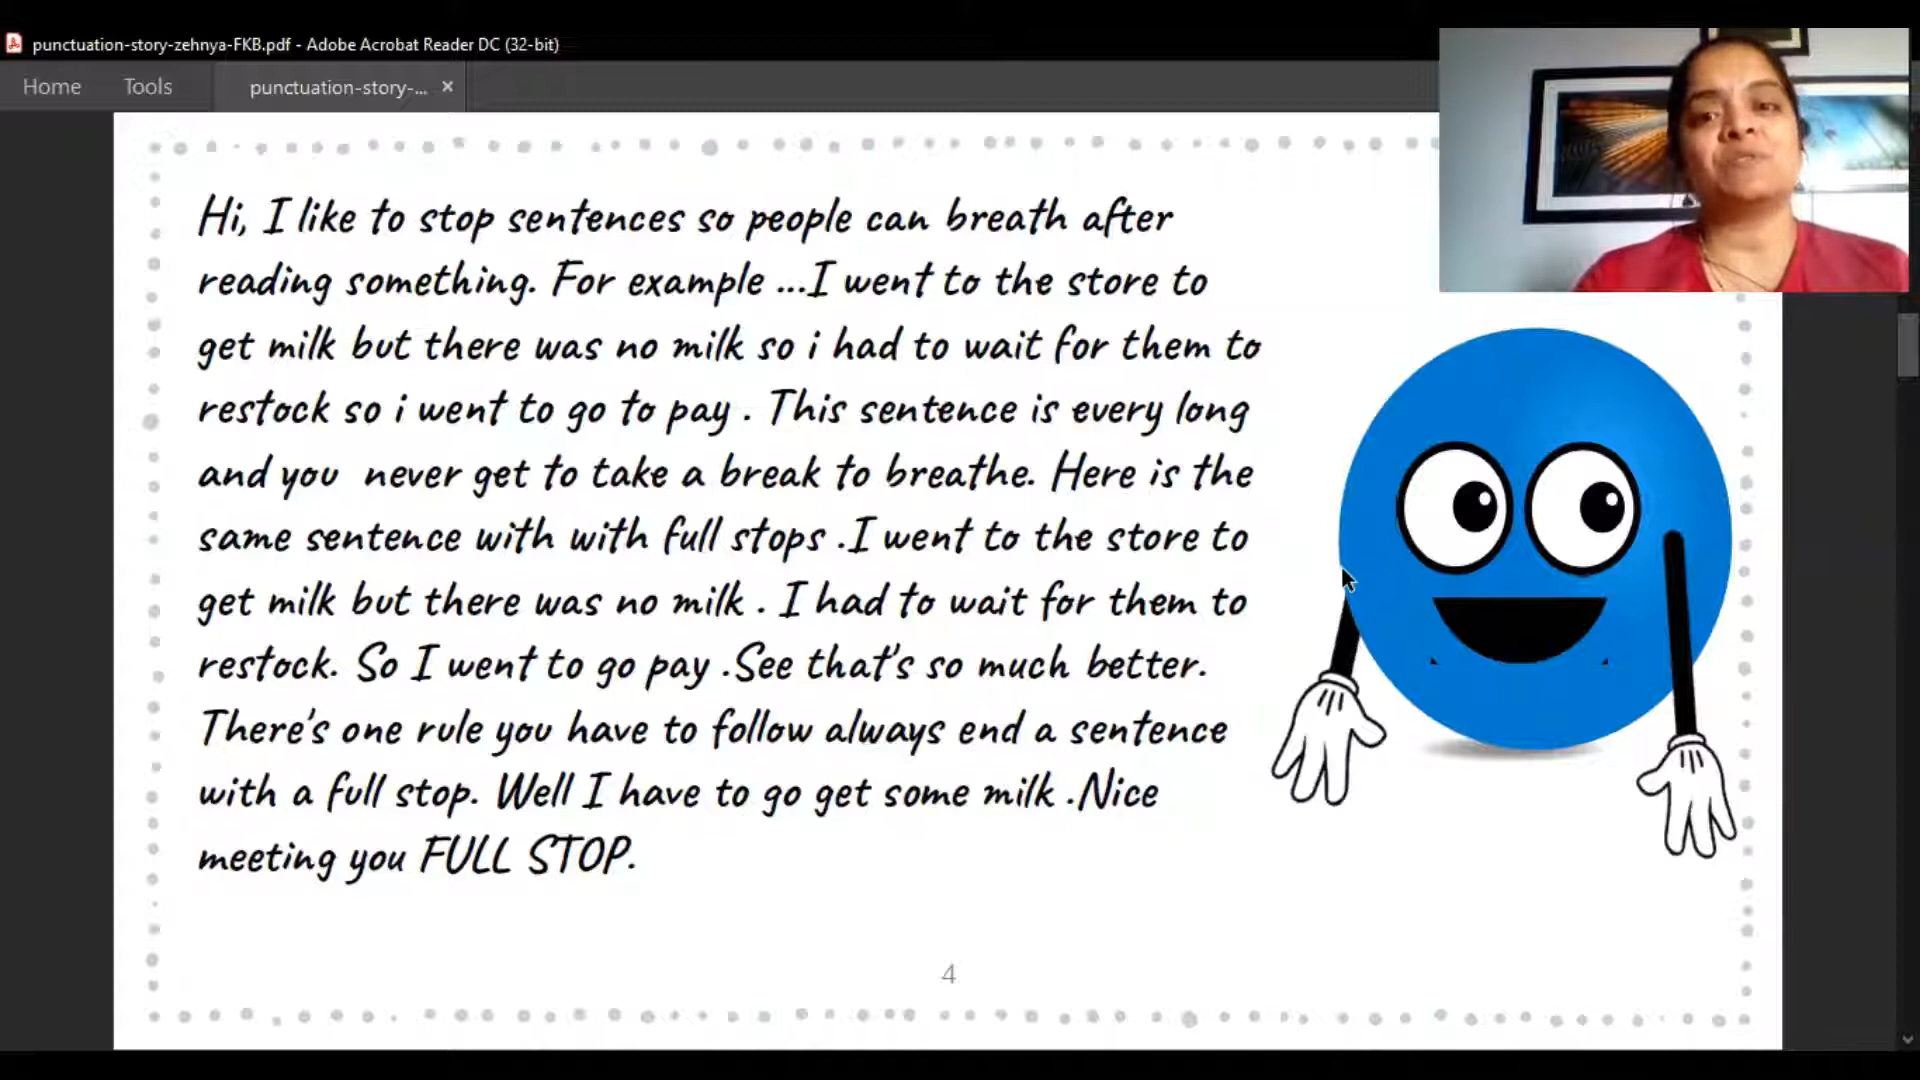 punctuation-story-zehnya-FKB.pdf - Adobe Acrobat Reader DC (32-bit)
Home Tools punctuation-story-... ×
Hi, I like to stop sentences so people can breath after
reading something. For example ...I went to the store to
get milk but there was no milk so i had to wait for them to
restock so i went to go to pay . This sentence is every long
and you never get to take a break to breathe. Here is the
same sentence with with full stops .I went to the store to
get milk but there was no milk . I had to wait for them to
restock. So I went to go pay .See that's so much better.
There's one rule you have to follow always end a sentence
with a full stop. Well I have to go get some milk .Nice
meeting you FULL STOP.
4